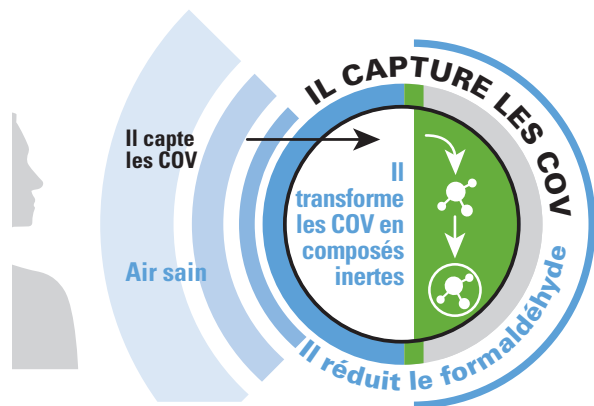 IL CAPTURE LES COV
Il capte
les COV
Il
transforme
les COV en
composés
inertes
Air sain
Il réduit le formaldéhyde